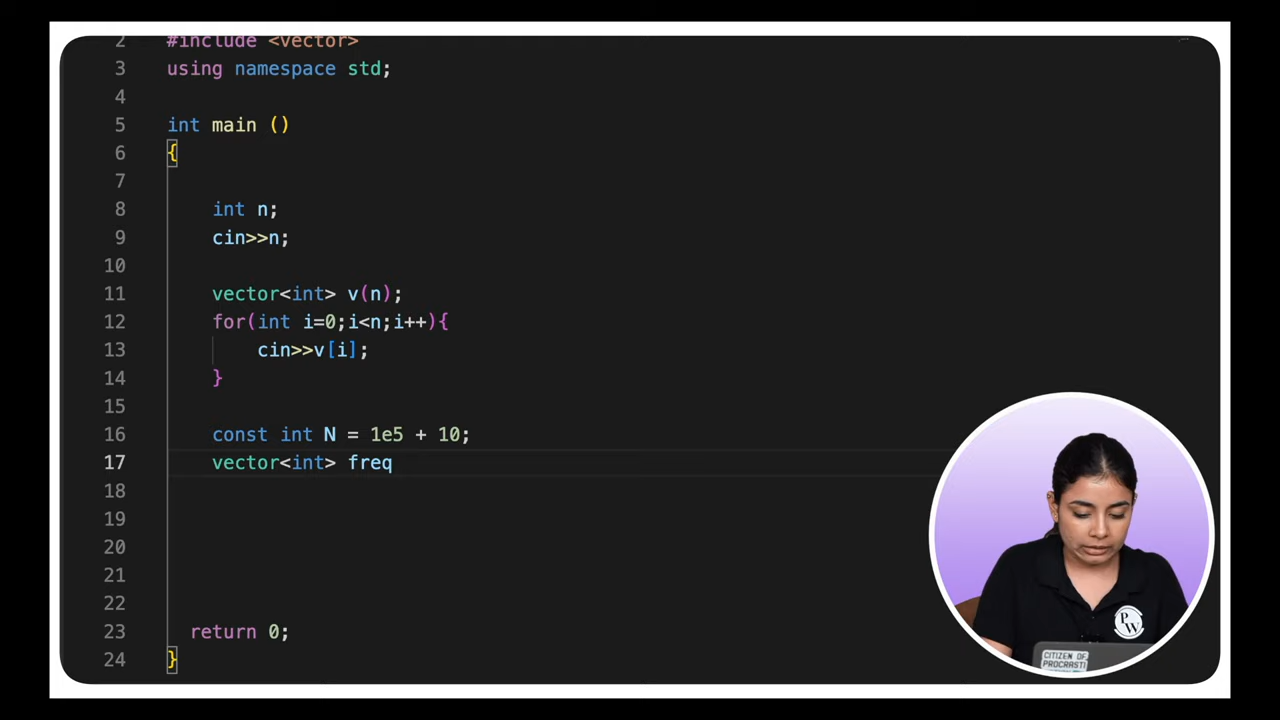 2 #include <vector>
3 using namespace std;
4
5 int main ()
6 {
7
8 int n;
9 cin>>n;
10
11 vector<int> v(n);
12 for(int i=0;i<n;i++){
13 cin>>v[i];
14 }
15
16 const int N = 1e5 + 10;
17 vector<int> freq
18
19
20
21
22
23 return 0;
24 }
P
W
CITIZEN OF
PROCRASTI